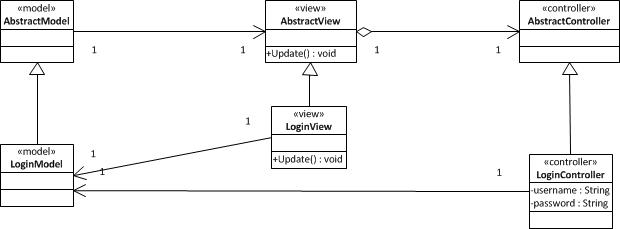 «model»
AbstractModel
«view»
AbstractView
+Update() : void
«controller»
AbstractController
1
1
1
1
«view»
LoginView
+Update() : void
1
1
1
1
«model»
LoginModel
«controller»
LoginController
-username : String
-password : String